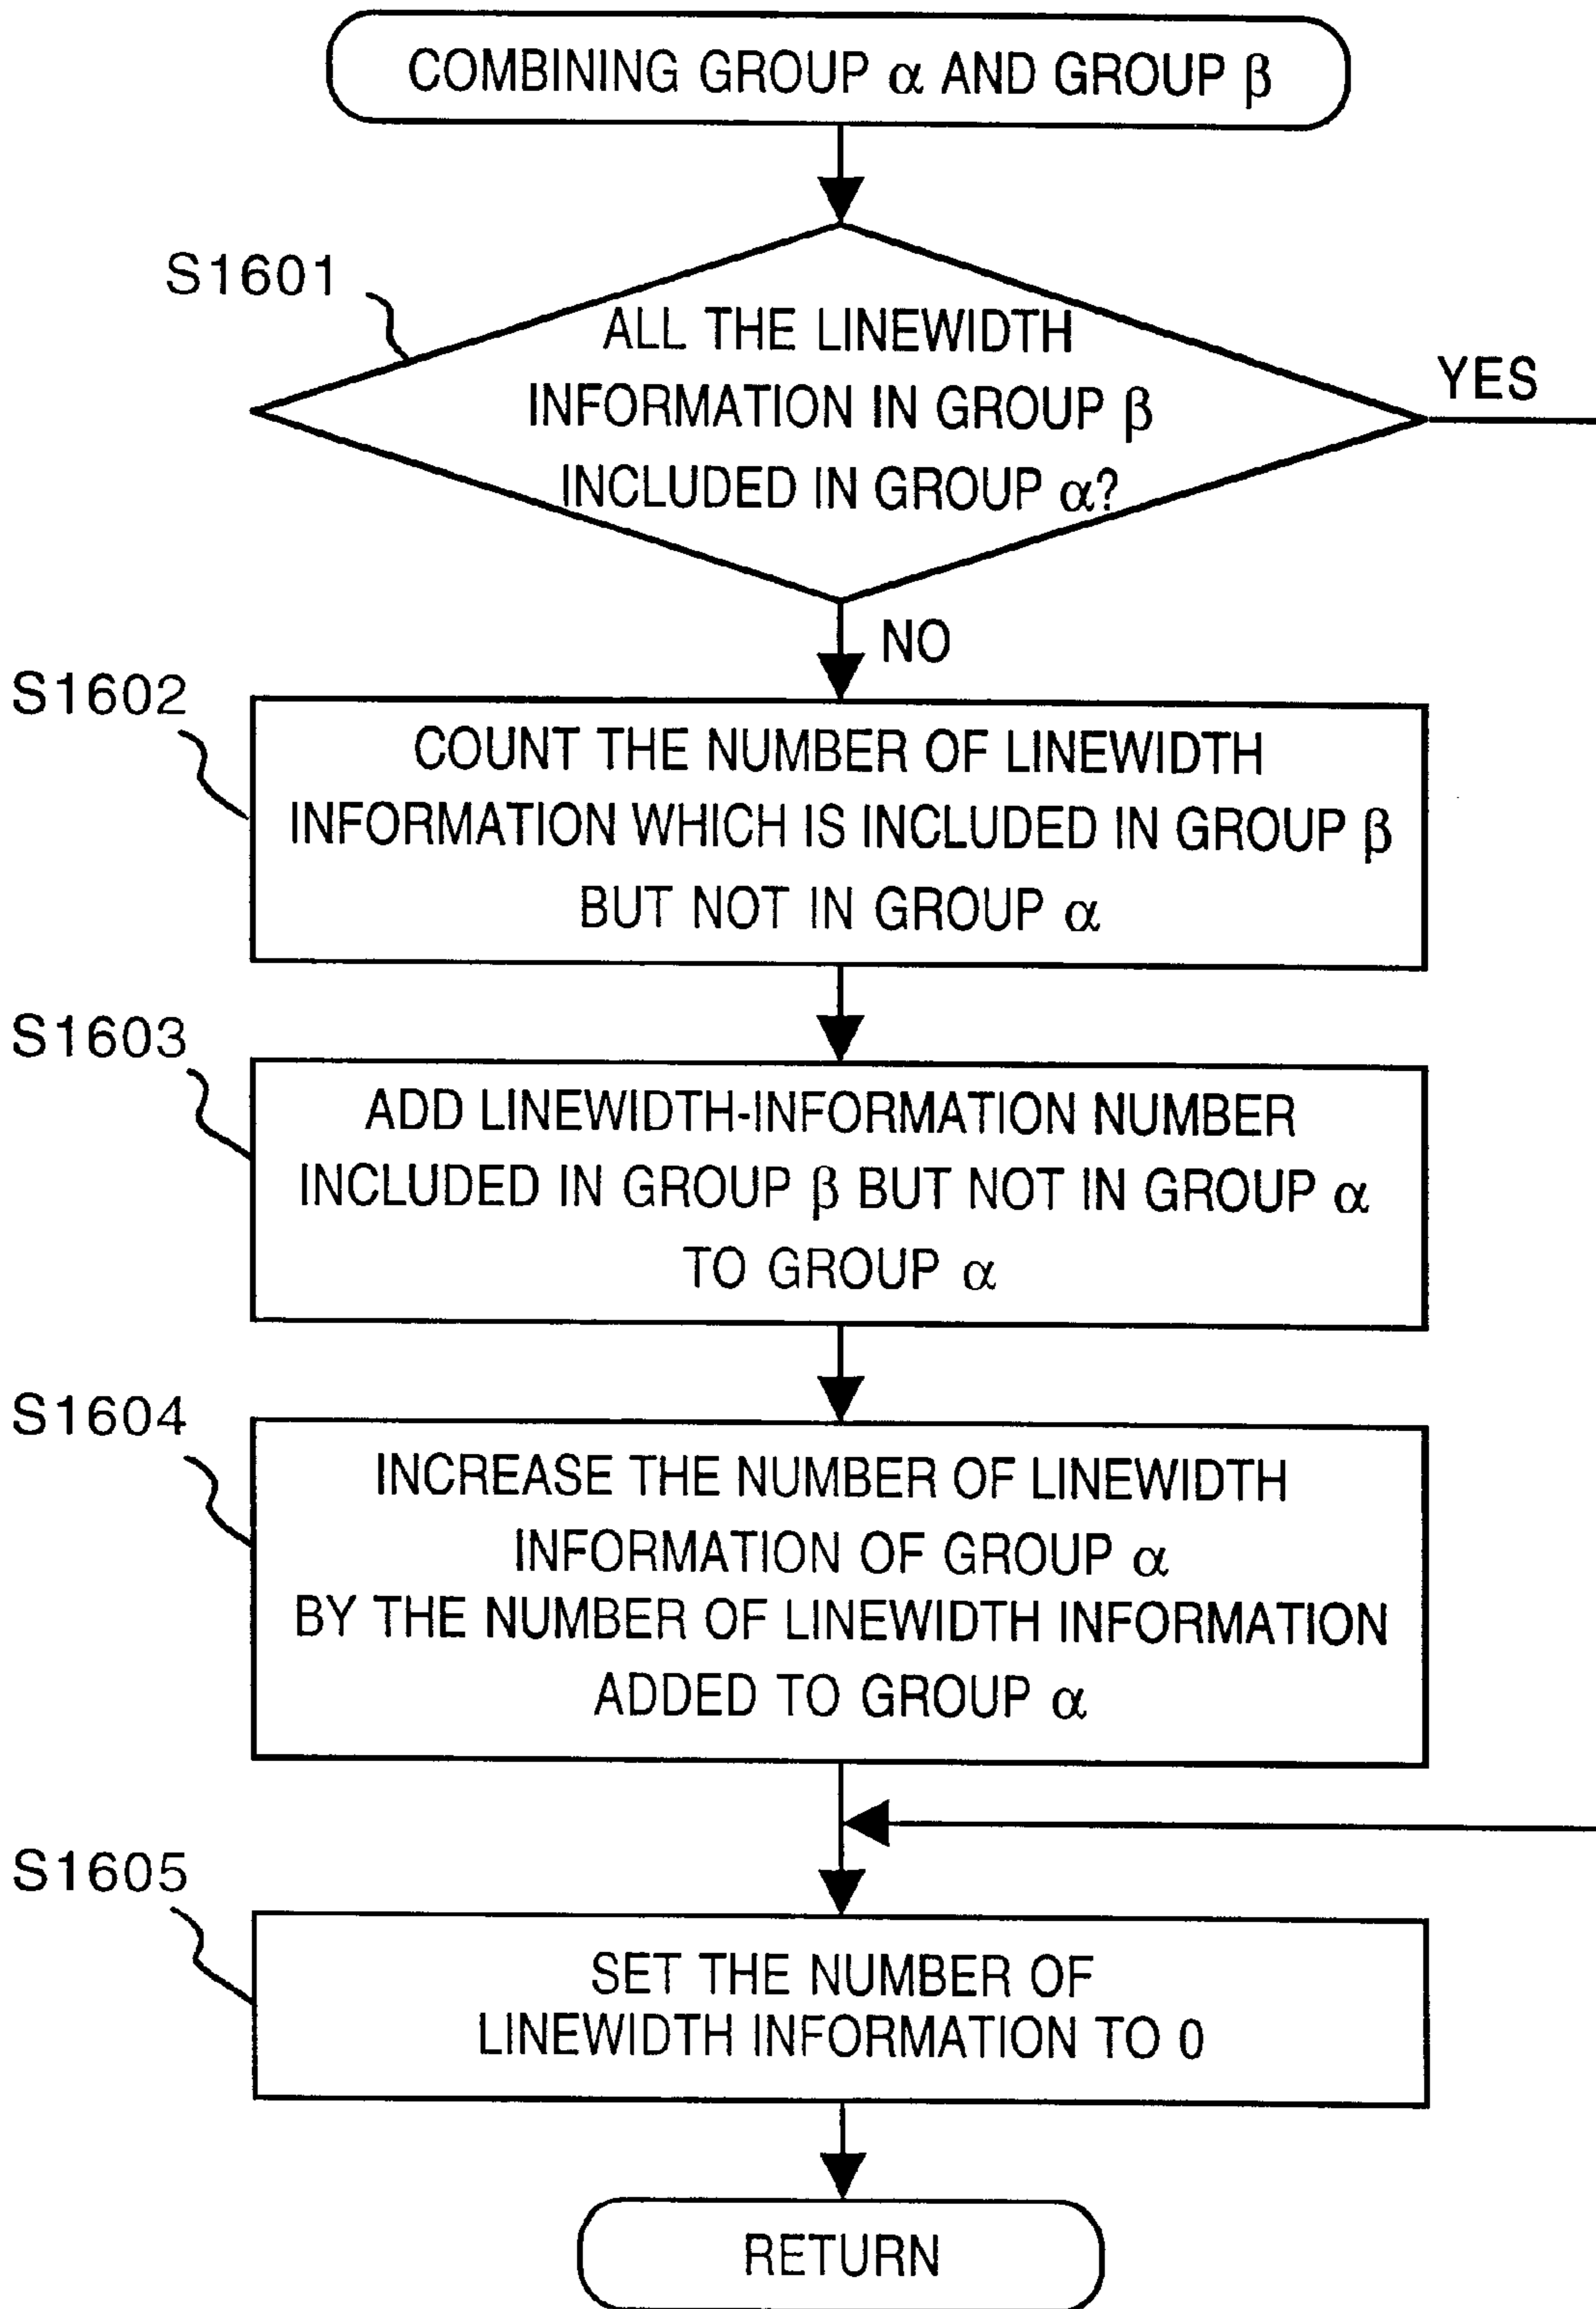 COMBINING GROUP α AND GROUP β
S1601
ALL THE LINEWIDTH
INFORMATION IN GROUP β
INCLUDED IN GROUP α?
YES
NO
S1602
COUNT THE NUMBER OF LINEWIDTH
INFORMATION WHICH IS INCLUDED IN GROUP β
BUT NOT IN GROUP α
S1603
ADD LINEWIDTH-INFORMATION NUMBER
INCLUDED IN GROUP β BUT NOT IN GROUP α
TO GROUP α
S1604
INCREASE THE NUMBER OF LINEWIDTH
INFORMATION OF GROUP α
BY THE NUMBER OF LINEWIDTH INFORMATION
ADDED TO GROUP α
S1605
SET THE NUMBER OF
LINEWIDTH INFORMATION TO 0
RETURN